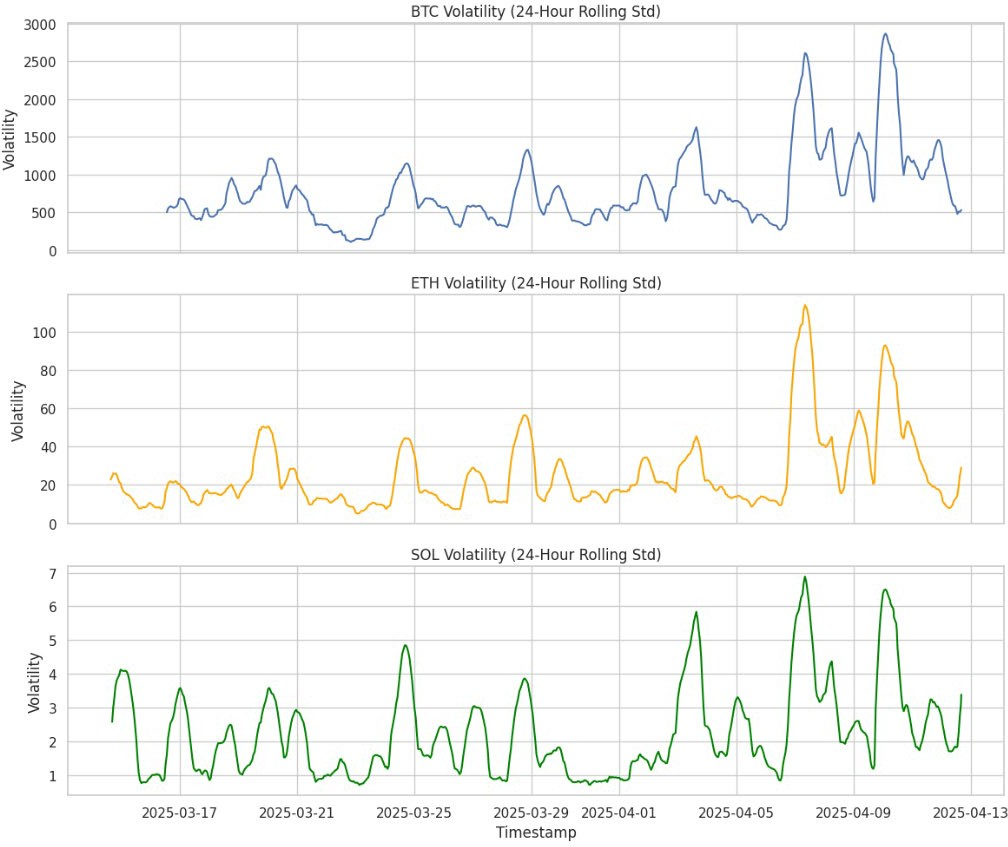 BTC Volatility (24-Hour Rolling Std)
3000
2500
2000
1500
1000
500
0
Volatility
ETH Volatility (24-Hour Rolling Std)
100
80
60
40
20
0
Volatility
SOL Volatility (24-Hour Rolling Std)
7
6
5
4
3
2
1
Volatility
2025-03-17 2025-03-21 2025-03-25 2025-03-29 2025-04-01 2025-04-05 2025-04-09 2025-04-13
Timestamp